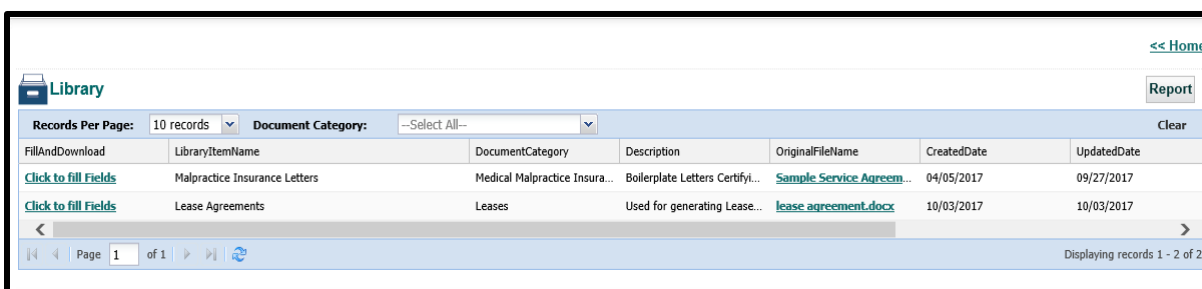 << Home
Library
Report
Records Per Page: 10 records Document Category: --Select All-- Clear
FillAndDownload LibraryItemName DocumentCategory Description OriginalFileName CreatedDate UpdatedDate
Click to fill Fields Malpractice Insurance Letters Medical Malpractice Insura... Boilerplate Letters Certifyi... Sample Service Agreem... 04/05/2017 09/27/2017
Click to fill Fields Lease Agreements Leases Used for generating Lease... lease agreement.docx 10/03/2017 10/03/2017
Page 1 of 1 Displaying records 1 - 2 of 2